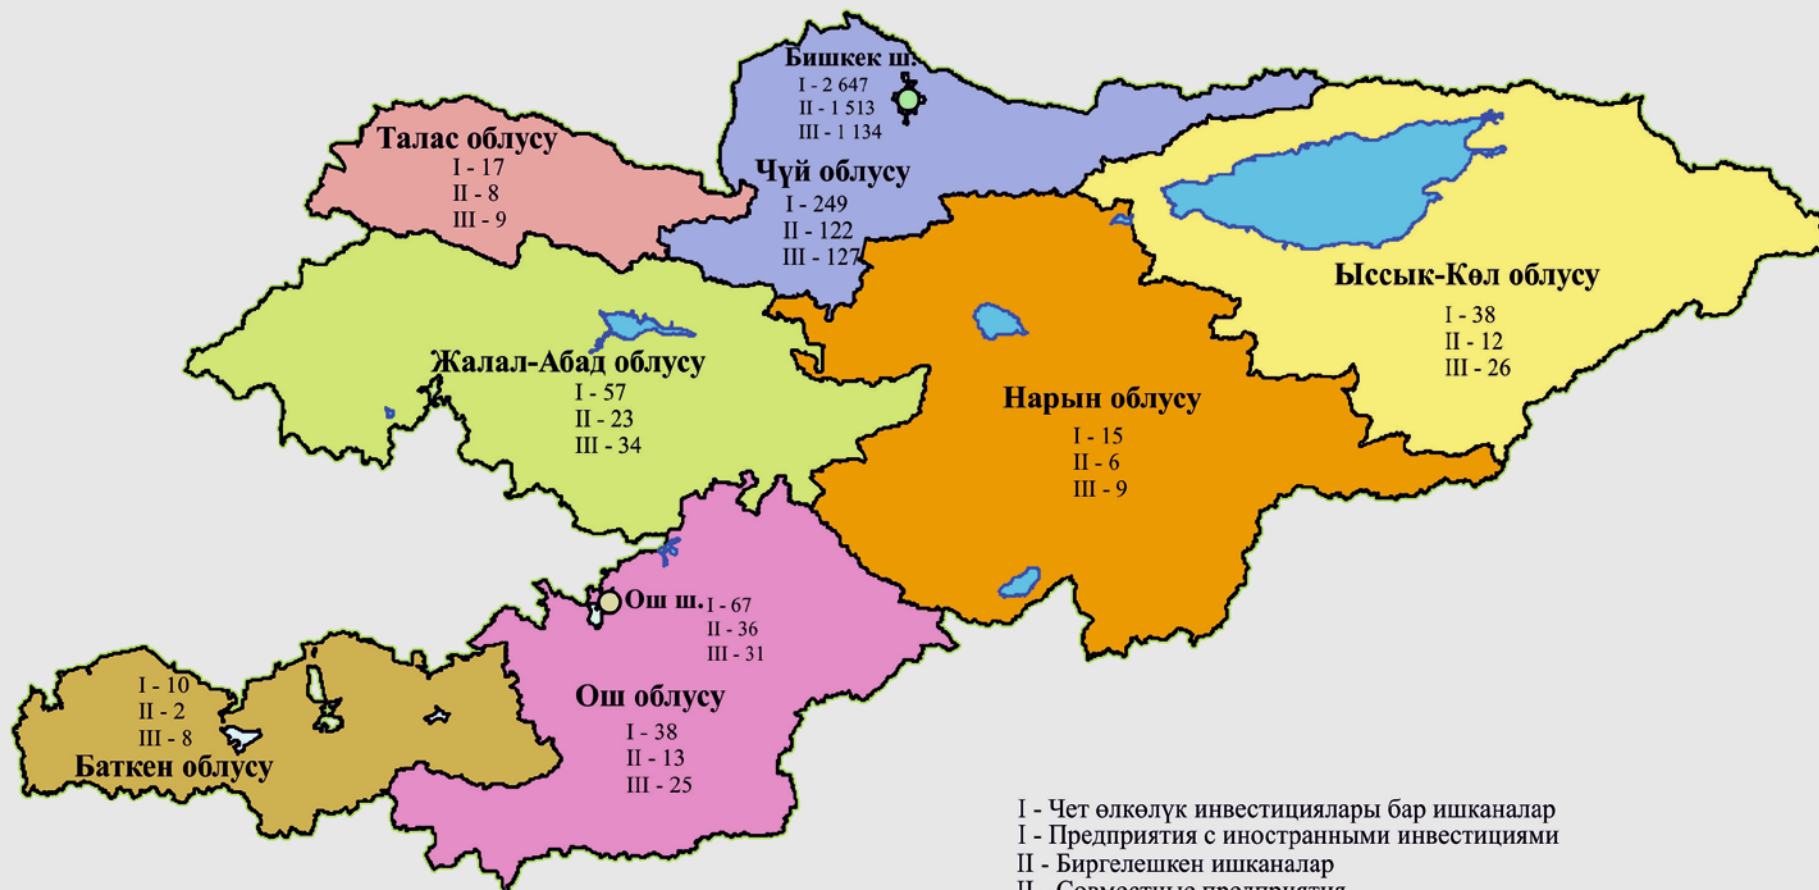 Бишкек ш.
I - 2 647
II - 1 513
III - 1 134
Талас облусу
I - 17
II - 8
III - 9
Чүй облусу
I - 249
II - 122
III - 127
Ыссык-Көл облусу
I - 38
II - 12
III - 26
Жалал-Абад облусу
I - 57
II - 23
III - 34
Нарын облусу
I - 15
II - 6
III - 9
Ош ш.
I - 67
II - 36
III - 31
Ош облусу
I - 38
II - 13
III - 25
I - 10
II - 2
III - 8
Баткен облусу
I - Чет өлкөлүк инвестициялары бар ишканалар
I - Предприятия с иностранными инвестициями
II - Биргелешкен ишканалар
II - Совместные предприятия